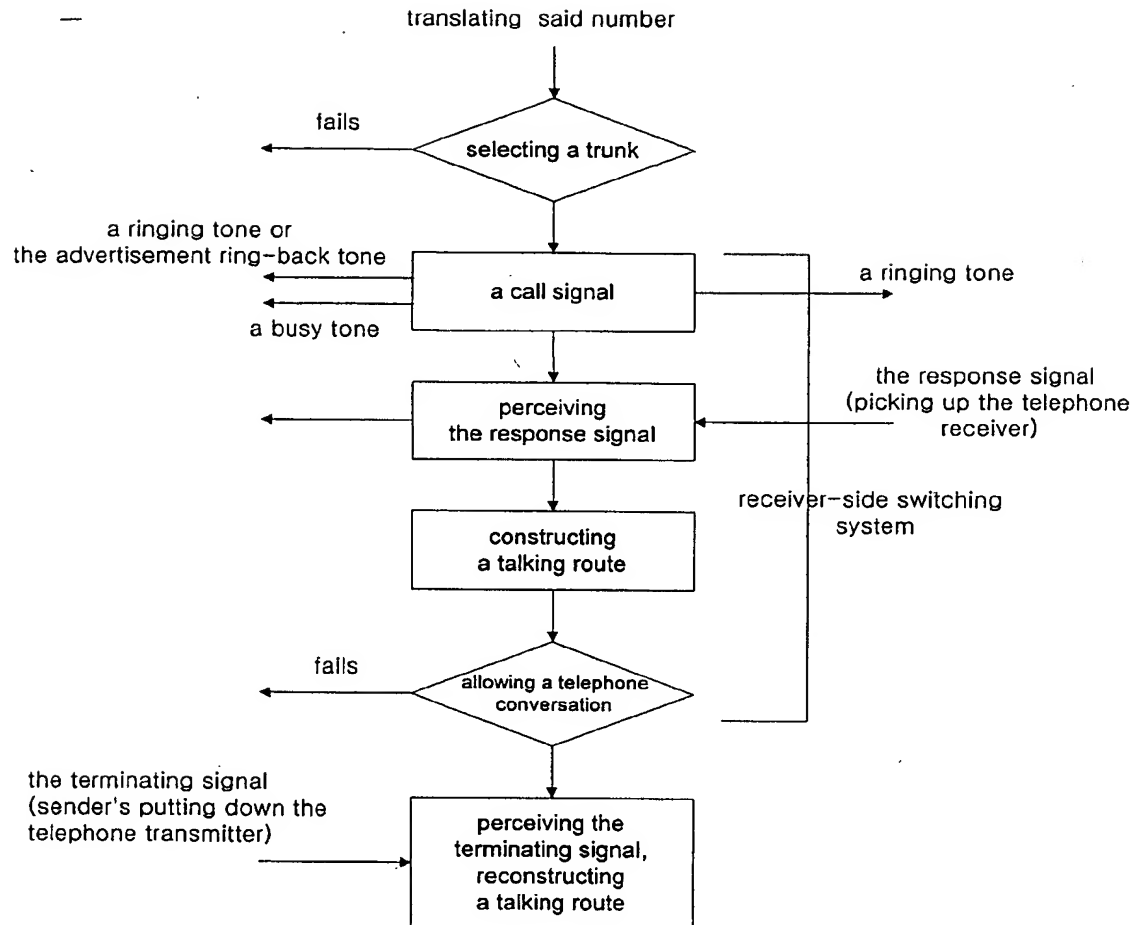 translating said number
fails
selecting a trunk
a ringing tone or
the advertisement ring-back tone
a call signal
a ringing tone
a busy tone
perceiving
the response signal
the response signal
(picking up the telephone
receiver)
constructing
a talking route
receiver-side switching
system
fails
allowing a telephone
conversation
the terminating signal
(sender's putting down the
telephone transmitter)
perceiving the
terminating signal,
reconstructing
a talking route